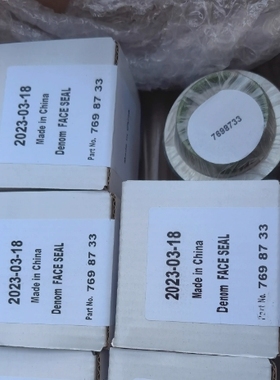 2023-03-18
Made in China
Denom FACE SEAL
Part No. 769 87 33
7698733
2023-03-18
Made in China
Denom FACE SEAL
Part No. 769 87 33
2023-03-18
Made in China
Denom FACE SEAL
Part No. 769 87 33